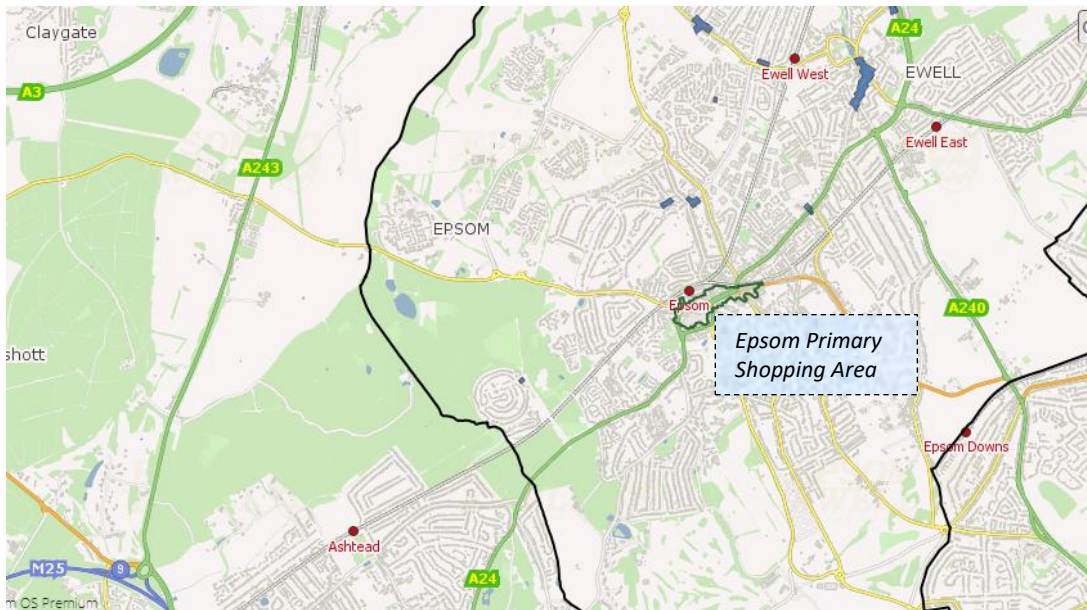 Claygate
A24
Ewell West
EWELL
A3
Ewell East
A243
EPSOM
Epsom
A240
shott
Epsom Primary
Shopping Area
Epsom Downs
Ashtead
M25
9
A24
m OS Premium